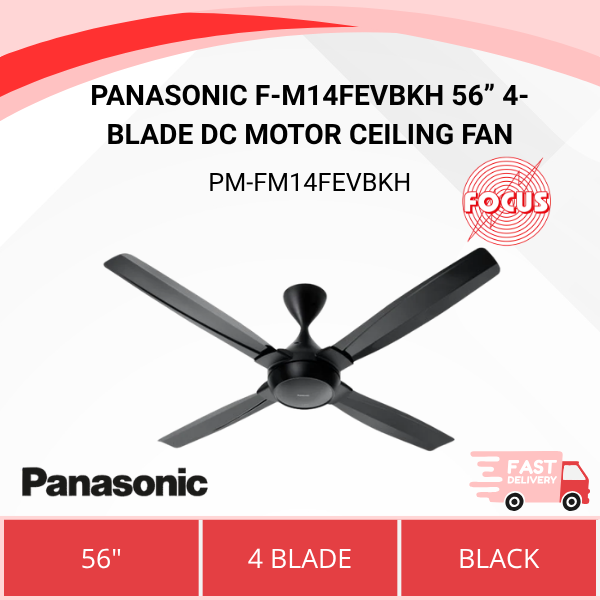 PANASONIC F-M14FEVBKH 56” 4-
BLADE DC MOTOR CEILING FAN
PM-FM14FEVBKH
FOCUS
Panasonic
FAST
DELIVERY
56"
4 BLADE
BLACK